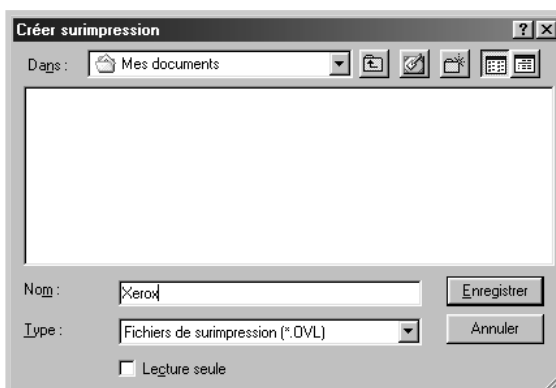 Créer surimpression
Dans : Mes documents
Nom : Xerox Enregistrer
Type : Fichiers de surimpression (*.OVL) Annuler
Lecture seule